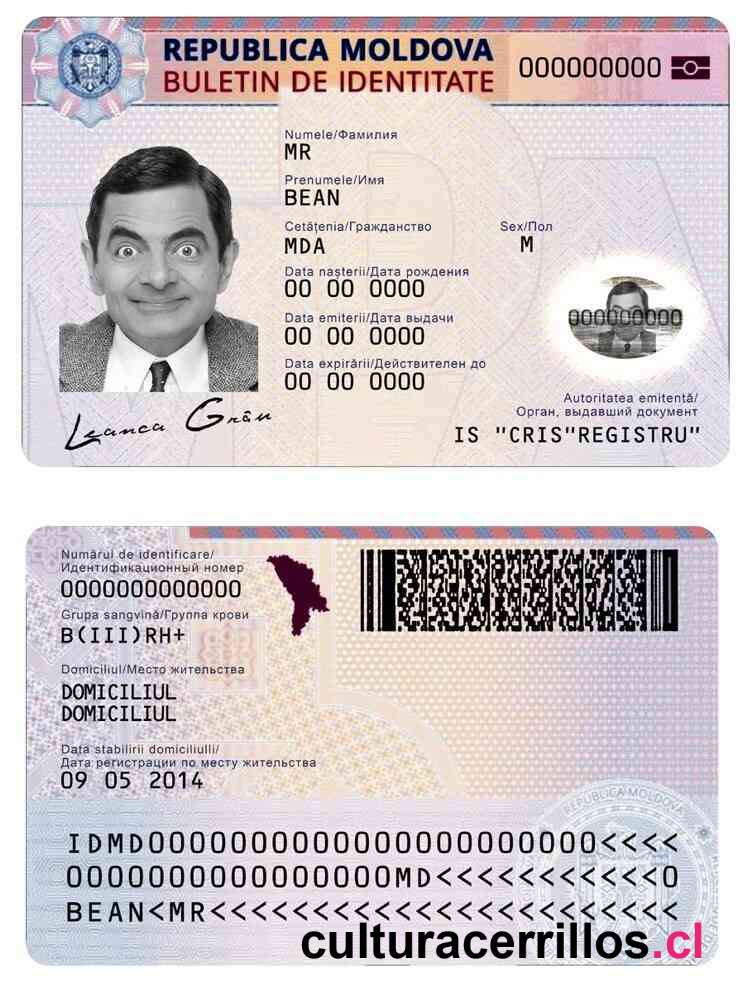 REPUBLICA MOLDOVA
BULETIN DE IDENTITATE
000000000
Numele/Фамилия
MR
Prenumele/Имя
BEAN
Cetăţenia/Гражданство
Sex/Пол
MDA
M
Data naşterii/Дата рождения
00 00 0000
Data emiterii/Дата выдачи
00 00 0000
Data expirării/Действителен до
00 00 0000
000000000
Autoritatea emitentă/
Орган, выдавший документ
IS "CRIS"REGISTRU"
Leanca Grâu
Numărul de identificare/
Идентификационный номер
0000000000000
Grupa sangvină/Группа крови
B(III)RH+
Domiciliul/Место жительства
DOMICILIUL
DOMICILIUL
Data stabilirii domiciliulli/
Дата регистрации по месту жительства
09 05 2014
REPUBLICA MOLDOVA
IDMD0000000000000000000000<<<<
0000000000000000MD<<<<<<<<<<<0
BEAN<MR<<<<<<<<<<<<<<<<<<<<<<<
culturacerrillos.cl